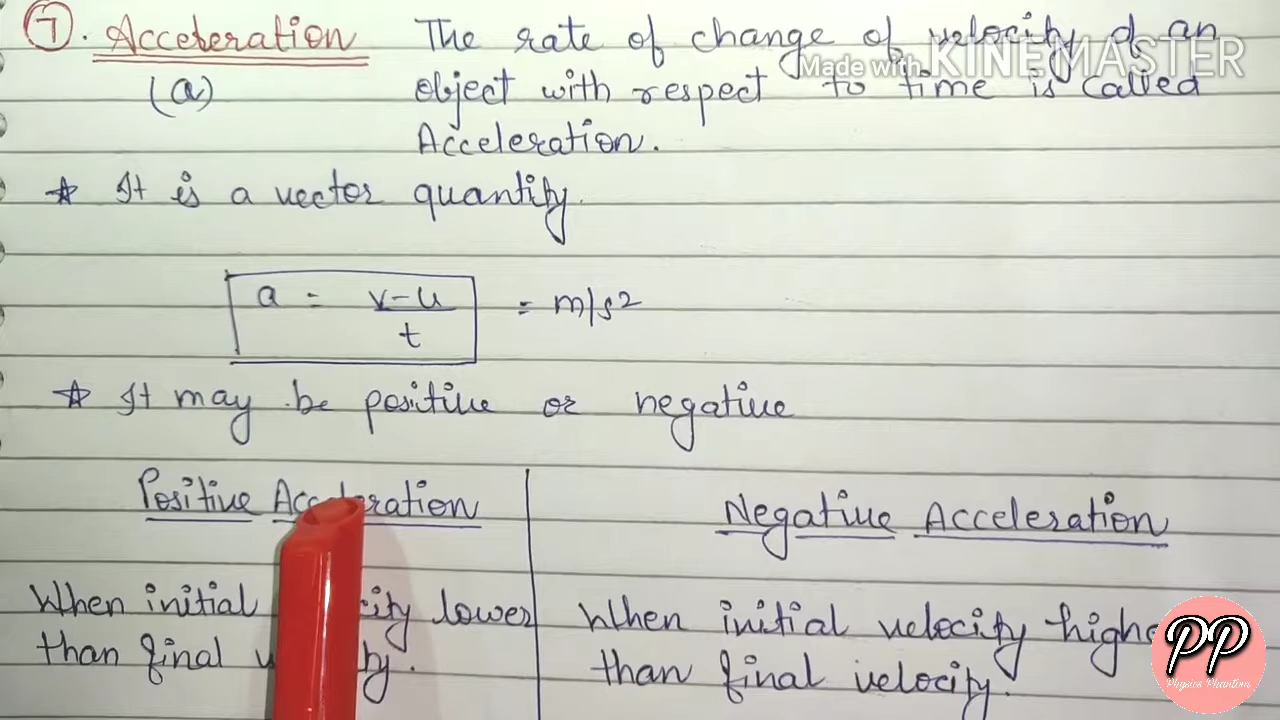 7. Acceleration The rate of change of velocity of an
Made with KINEMASTER
(a) object with respect to time is called
Acceleration.
☆ It is a vector quantity.
a = v-u/t = m/s²
☆ It may be positive or negative
Positive Acceleration
Negative Acceleration
When initial lower
than final
When initial velocity
than final velocity.
PP
Physics Phantom